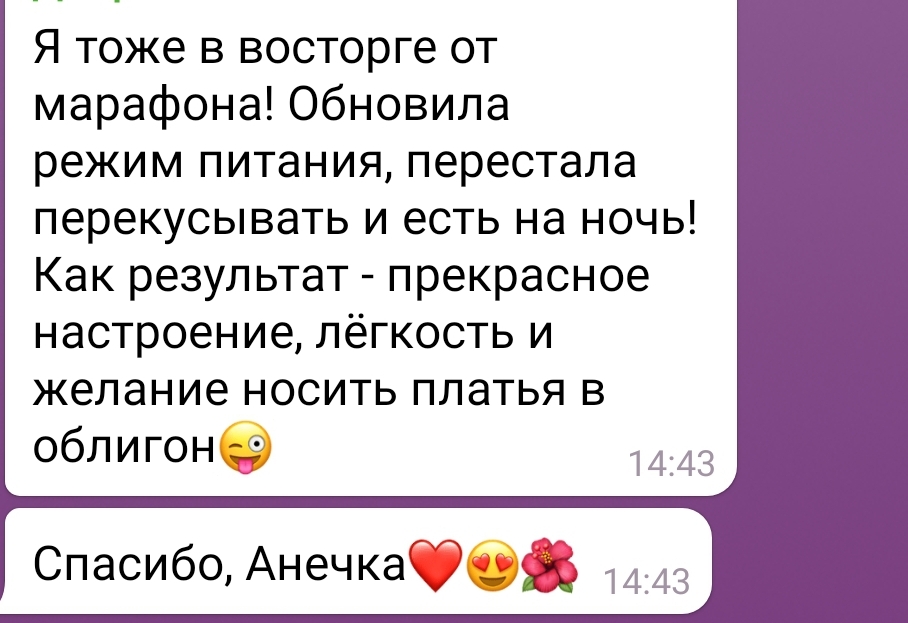 Я тоже в восторге от
марафона! Обновила
режим питания, перестала
перекусывать и есть на ночь!
Как результат - прекрасное
настроение, лёгкость и
желание носить платья в
облигон😜
14:43
Спасибо, Анечка❤️😍🌺
14:43